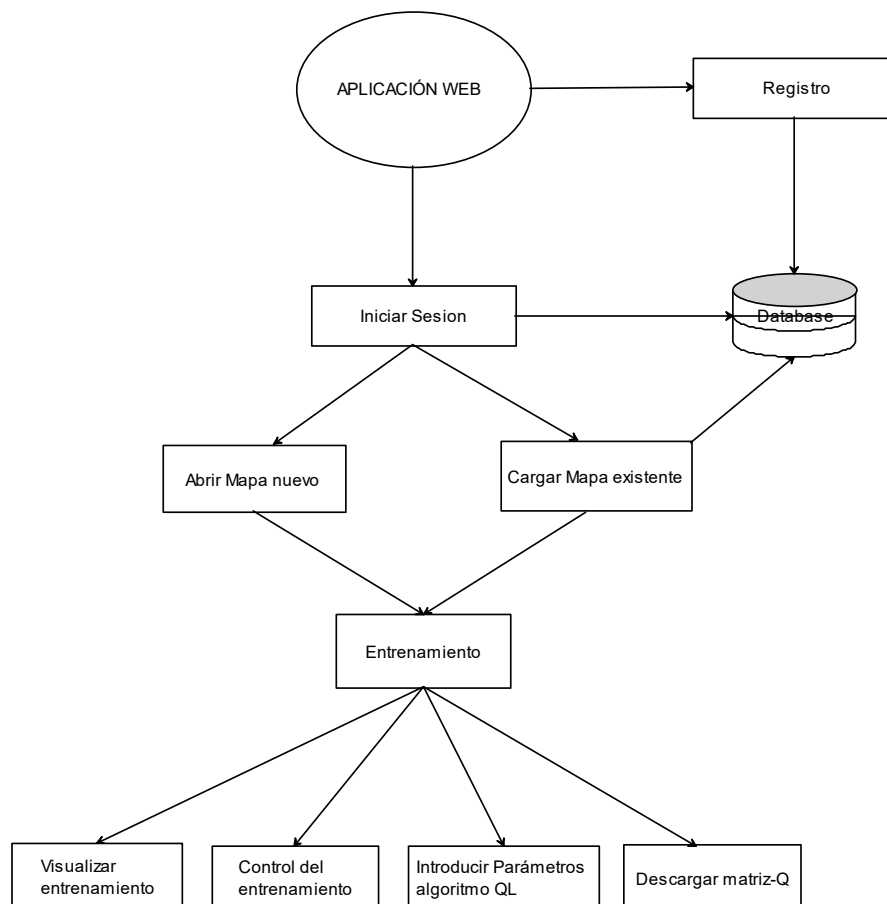 APLICACIÓN WEB
Registro
Iniciar Sesion
Database
Abrir Mapa nuevo
Cargar Mapa existente
Entrenamiento
Visualizar
entrenamiento
Control del
entrenamiento
Introducir Parámetros
algoritmo QL
Descargar matriz-Q